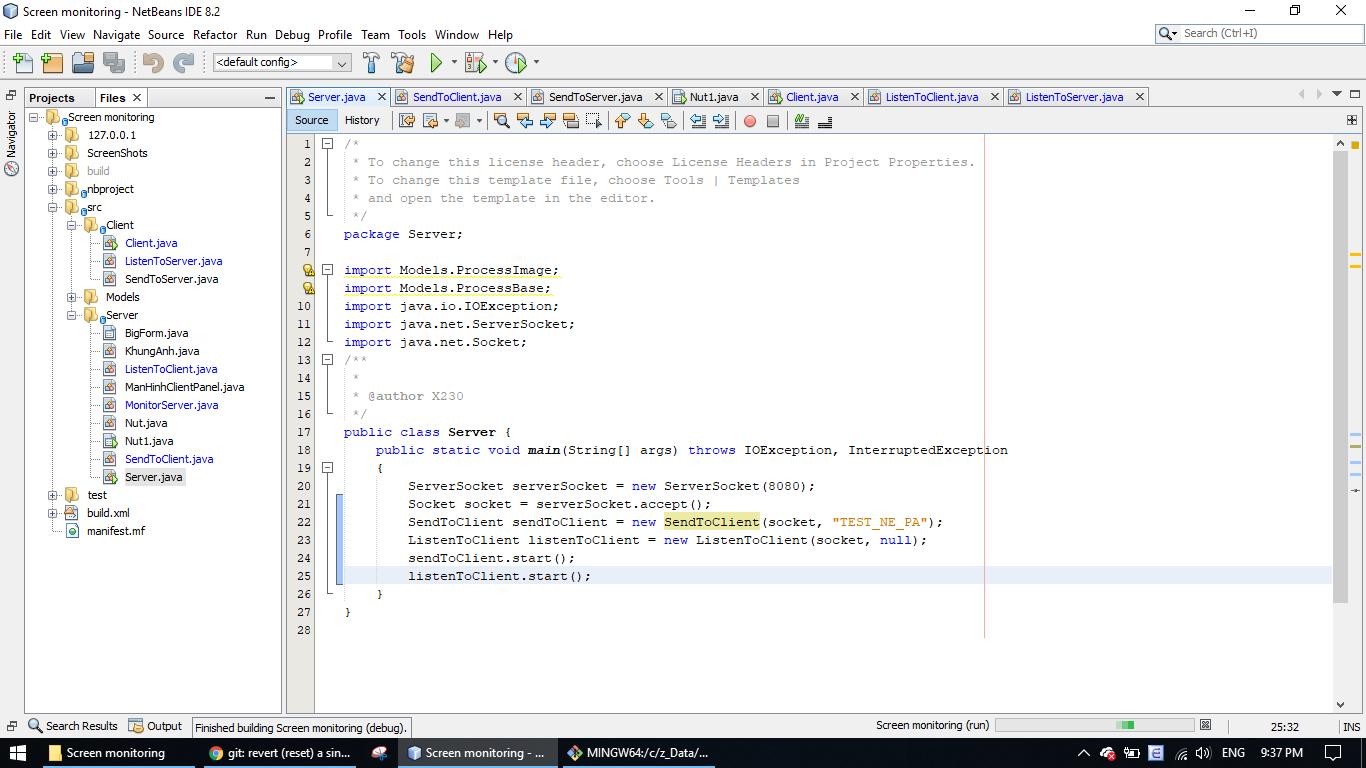 Screen monitoring - NetBeans IDE 8.2
File Edit View Navigate Source Refactor Run Debug Profile Team Tools Window Help
Search (Ctrl+I)
<default config>
Projects
Files
Server.java
SendToClient.java
SendToServer.java
Nut1.java
Client.java
ListenToClient.java
ListenToServer.java
Navigator
Screen monitoring
127.0.0.1
ScreenShots
build
nbproject
src
Client
Client.java
ListenToServer.java
SendToServer.java
Models
Server
BigForm.java
KhungAnh.java
ListenToClient.java
ManHinhClientPanel.java
MonitorServer.java
Nut.java
Nut1.java
SendToClient.java
Server.java
test
build.xml
manifest.mf
Source History
1 /*
2 * To change this license header, choose License Headers in Project Properties.
3 * To change this template file, choose Tools | Templates
4 * and open the template in the editor.
5 */
6 package Server;
7
import Models.ProcessImage;
import Models.ProcessBase;
10 import java.io.IOException;
11 import java.net.ServerSocket;
12 import java.net.Socket;
13 /**
14 *
15 * @author X230
16 */
17 public class Server {
18 public static void main(String[] args) throws IOException, InterruptedException
19 {
20 ServerSocket serverSocket = new ServerSocket(8080);
21 Socket socket = serverSocket.accept();
22 SendToClient sendToClient = new SendToClient(socket, "TEST_NE_PA");
23 ListenToClient listenToClient = new ListenToClient(socket, null);
24 sendToClient.start();
25 listenToClient.start();
26 }
27 }
28
Search Results
Output
Finished building Screen monitoring (debug).
Screen monitoring (run)
25:32
INS
Screen monitoring
git: revert (reset) a sin...
Screen monitoring - ...
MINGW64:/c/z_Data/...
ENG
9:37 PM